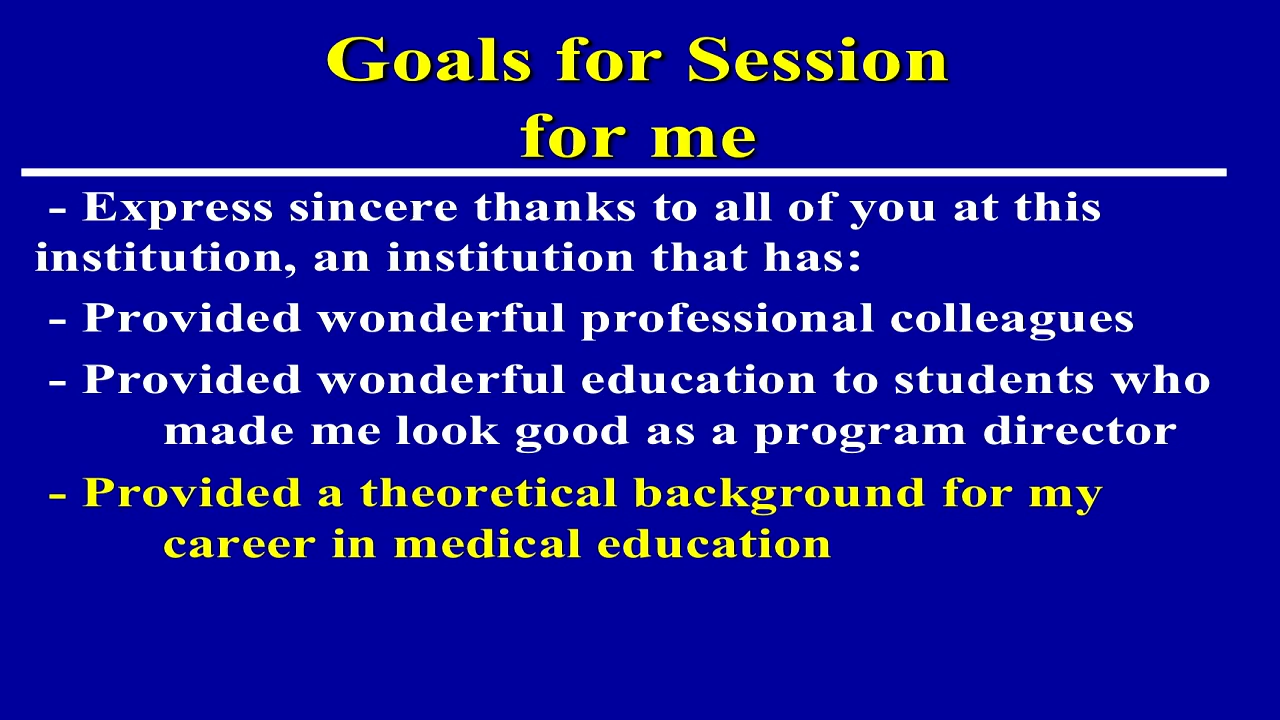 Goals for Session
for me
- Express sincere thanks to all of you at this
institution, an institution that has:
- Provided wonderful professional colleagues
- Provided wonderful education to students who
made me look good as a program director
- Provided a theoretical background for my
career in medical education